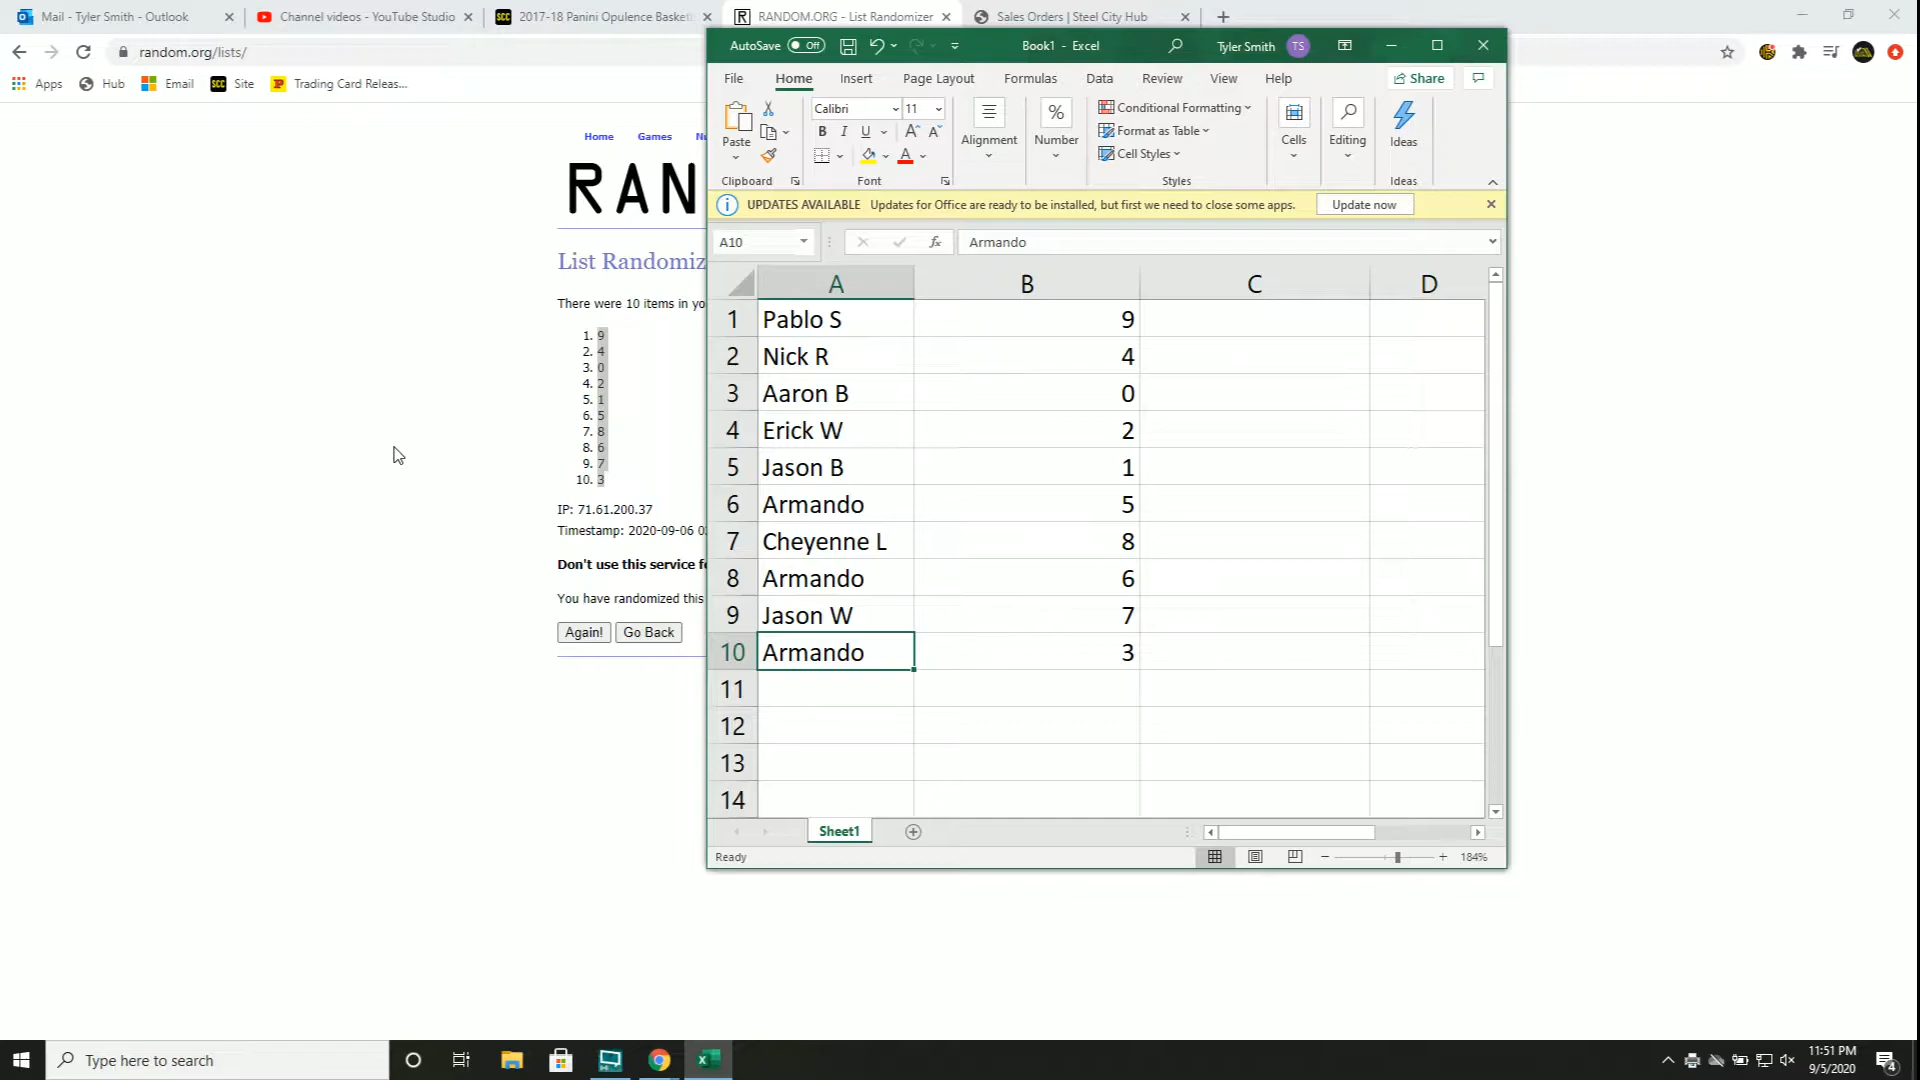 Mail - Tyler Smith - Outlook
Channel videos - YouTube Studio
2017-18 Panini Opulence Basket
RANDOM.ORG - List Randomizer
Sales Orders | Steel City Hub
random.org/lists/
Apps
Hub
Email
Site
Trading Card Releas...
Home
Games
RAN
List Randomiz
There were 10 items in yo
1. 9
2. 4
3. 0
4. 2
5. 1
6. 5
7. 8
8. 6
9. 7
10. 3
IP: 71.61.200.37
Timestamp: 2020-09-06
Don't use this service
You have randomized this
Again!
Go Back
AutoSave Off
Book1 - Excel
Tyler Smith
TS
File
Home
Insert
Page Layout
Formulas
Data
Review
View
Help
Share
Paste
Clipboard
Calibri
11
B I U
Font
Alignment
Number
Conditional Formatting
Format as Table
Cell Styles
Styles
Cells
Editing
Ideas
Ideas
UPDATES AVAILABLE Updates for Office are ready to be installed, but first we need to close some apps.
Update now
A10
fx
Armando
A B C D
1 Pablo S 9
2 Nick R 4
3 Aaron B 0
4 Erick W 2
5 Jason B 1
6 Armando 5
7 Cheyenne L 8
8 Armando 6
9 Jason W 7
10 Armando 3
11
12
13
14
Sheet1
Ready
184%
Type here to search
11:51 PM
9/5/2020
4